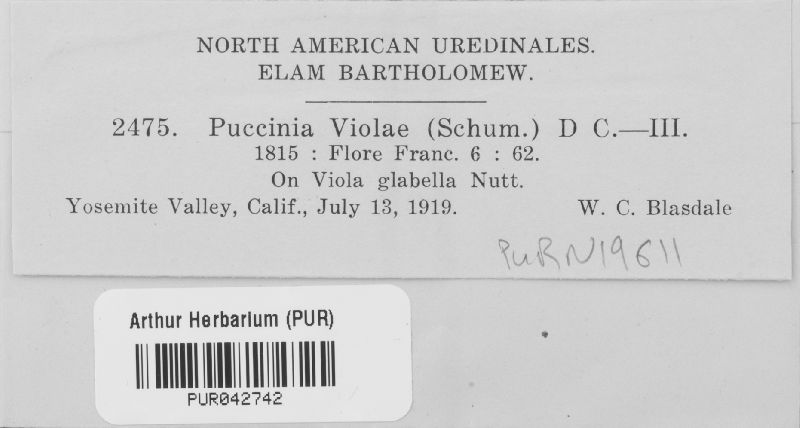 NORTH AMERICAN UREDINALES.
ELAM BARTHOLOMEW.
2475. Puccinia Violae (Schum.) D C.—III.
1815 : Flore Franc. 6 : 62.
On Viola glabella Nutt.
Yosemite Valley, Calif., July 13, 1919. W. C. Blasdale
PURN19611
Arthur Herbarium (PUR)
PUR042742